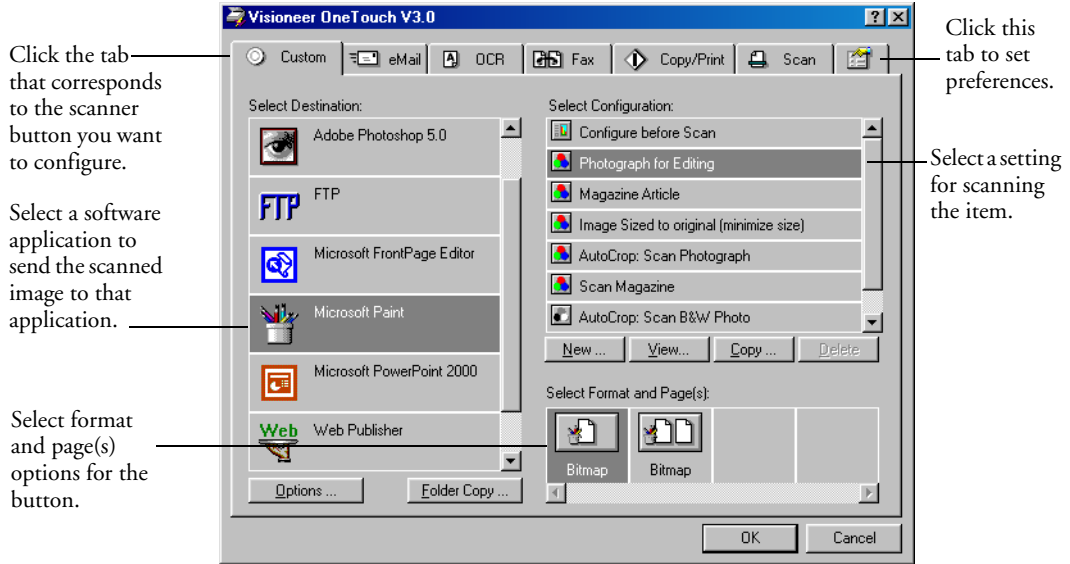 Visioneer OneTouch V3.0
Custom
eMail
OCR
Fax
Copy/Print
Scan
Click the tab
that corresponds
to the scanner
button you want
to configure.
Click this
tab to set
preferences.
Select Destination:
Adobe Photoshop 5.0
FTP
FTP
Microsoft FrontPage Editor
Microsoft Paint
Microsoft PowerPoint 2000
Web
Web Publisher
Options ...
Folder Copy ...
Select a software
application to
send the scanned
image to that
application.
Select Configuration:
Configure before Scan
Photograph for Editing
Magazine Article
Image Sized to original (minimize size)
AutoCrop: Scan Photograph
Scan Magazine
AutoCrop: Scan B&W Photo
New ...
View...
Copy ...
Delete
Select a setting
for scanning
the item.
Select Format and Page(s):
Bitmap
Bitmap
Select format
and page(s)
options for the
button.
OK
Cancel